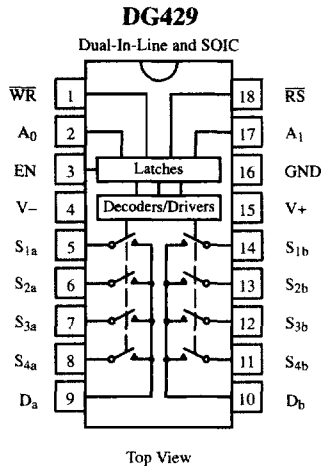 DG429
Dual-In-Line and SOIC
W̅R̅ 1 18 R̅S̅
A₀ 2 17 A₁
EN 3 Latches 16 GND
V– 4 Decoders/Drivers 15 V+
S₁ₐ 5 14 S₁b
S₂ₐ 6 13 S₂b
S₃ₐ 7 12 S₃b
S₄ₐ 8 11 S₄b
Dₐ 9 10 Db
Top View